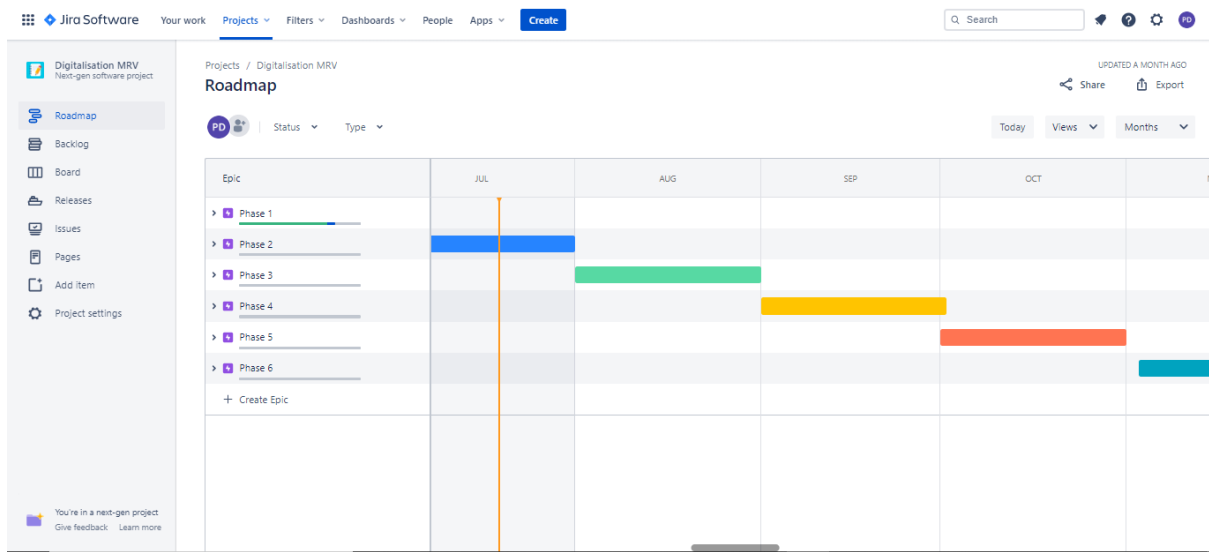 Jira Software Your work Projects Filters Dashboards People Apps Create Search PD
Digitalisation MRV
Next-gen software project
Roadmap
Backlog
Board
Releases
Issues
Pages
Add item
Project settings
You're in a next-gen project
Give feedback Learn more
Projects / Digitalisation MRV
UPDATED A MONTH AGO
Roadmap
Share Export
PD Status Type Today Views Months
Epic JUL AUG SEP OCT
Phase 1
Phase 2
Phase 3
Phase 4
Phase 5
Phase 6
+ Create Epic